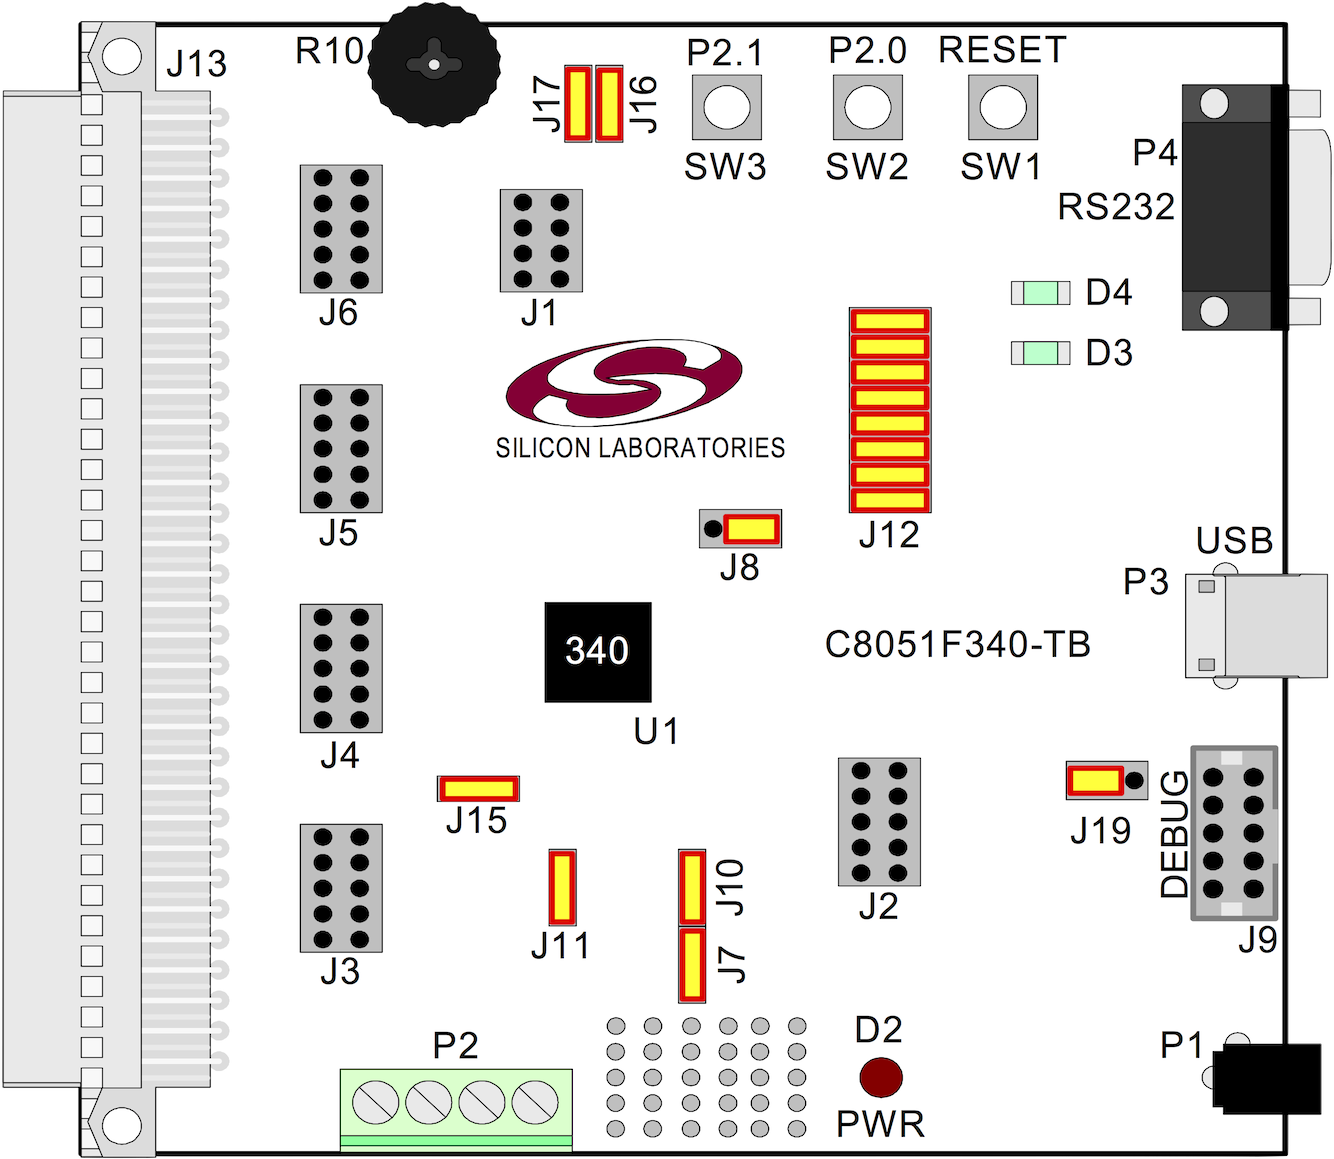 R10
J13
J17
J16
P2.1
P2.0
RESET
SW3
SW2
SW1
P4
RS232
J6
J1
D4
D3
SILICON LABORATORIES
J5
J12
J8
USB
P3
340
C8051F340-TB
U1
J4
J15
J19
DEBUG
J10
J2
J11
J9
J7
J3
P2
D2
P1
PWR